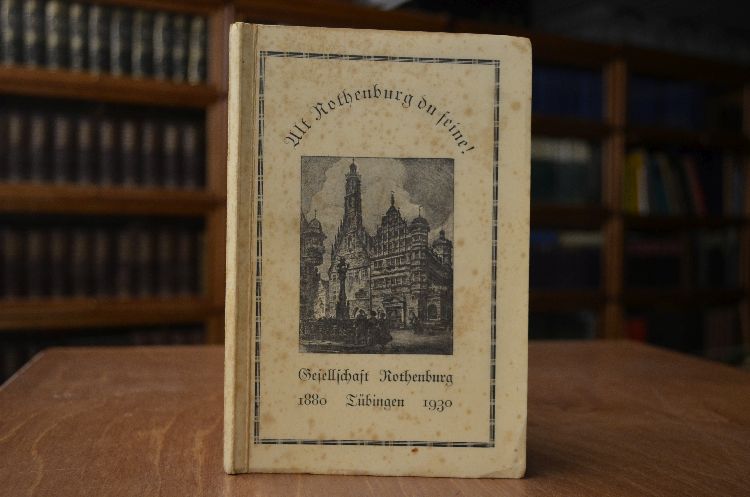 Alt Rothenburg du feine!
Gesellschaft Rothenburg
1880 Tübingen 1930